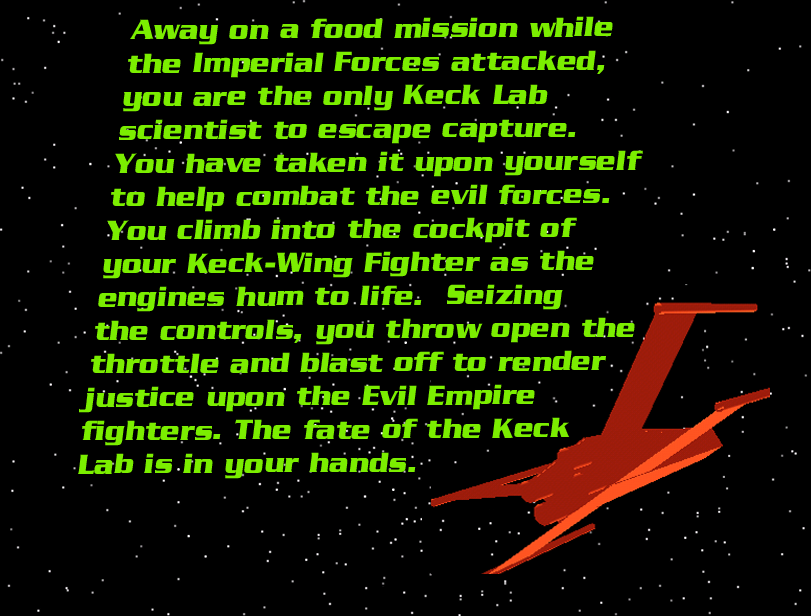 Away on a food mission while
the Imperial Forces attacked,
you are the only Keck Lab
scientist to escape capture.
You have taken it upon yourself
to help combat the evil forces.
You climb into the cockpit of
your Keck-Wing Fighter as the
engines hum to life.  Seizing
the controls, you throw open the
throttle and blast off to render
justice upon the Evil Empire
fighters. The fate of the Keck
Lab is in your hands.